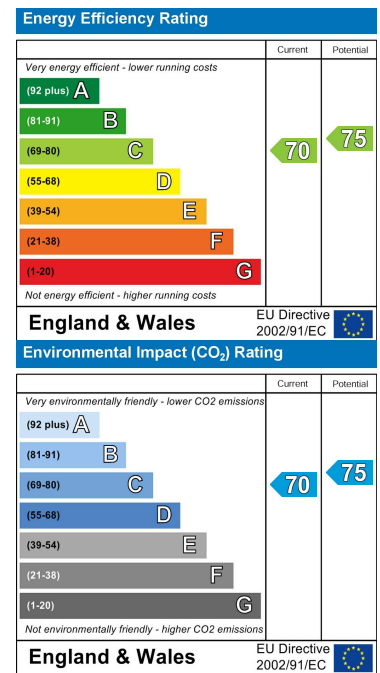 Energy Efficiency Rating
Current Potential
Very energy efficient - lower running costs
(92 plus) A
(81-91) B
(69-80) C
(55-68) D
(39-54) E
(21-38) F
(1-20) G
70
75
Not energy efficient - higher running costs
England & Wales
EU Directive
2002/91/EC
Environmental Impact (CO₂) Rating
Current Potential
Very environmentally friendly - lower CO2 emissions
(92 plus) A
(81-91) B
(69-80) C
(55-68) D
(39-54) E
(21-38) F
(1-20) G
70
75
Not environmentally friendly - higher CO2 emissions
England & Wales
EU Directive
2002/91/EC